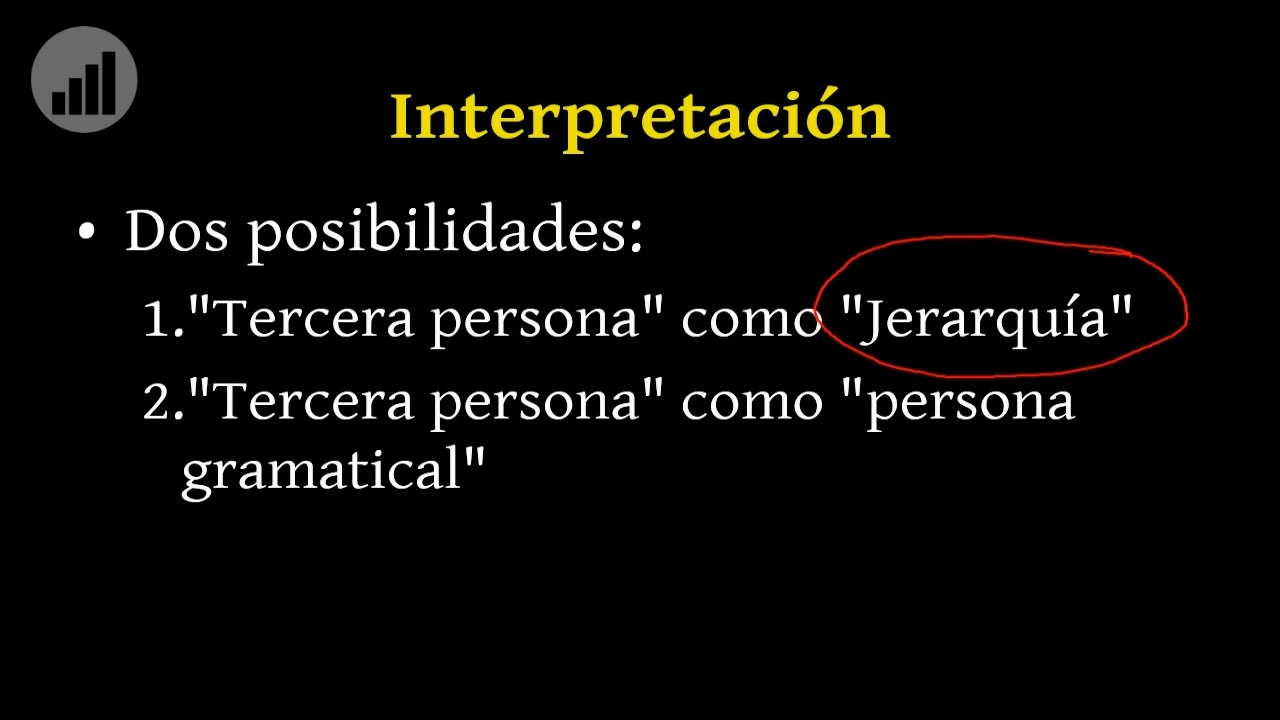 Interpretación
• Dos posibilidades:
1."Tercera persona" como "Jerarquía"
2."Tercera persona" como "persona
gramatical"